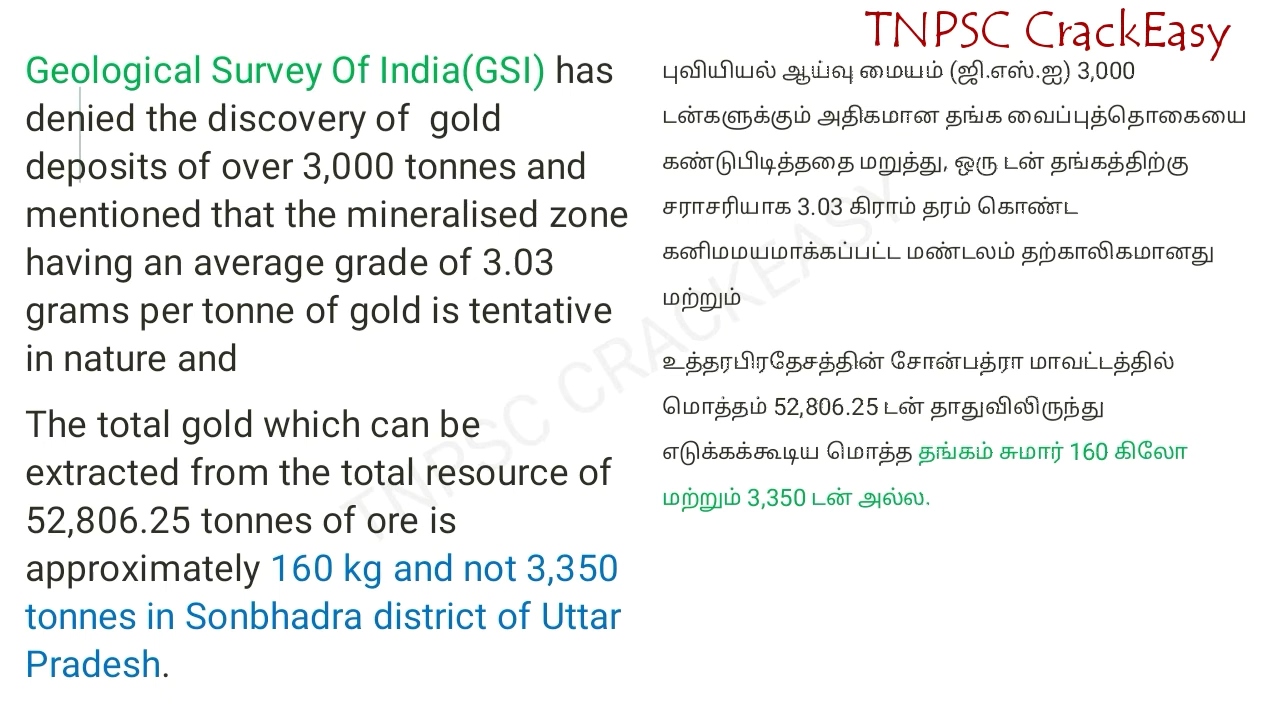 TNPSC CrackEasy
Geological Survey Of India(GSI) has
denied the discovery of gold
deposits of over 3,000 tonnes and
mentioned that the mineralised zone
having an average grade of 3.03
grams per tonne of gold is tentative
in nature and
The total gold which can be
extracted from the total resource of
52,806.25 tonnes of ore is
approximately 160 kg and not 3,350
tonnes in Sonbhadra district of Uttar
Pradesh.
புவியியல் ஆய்வு மையம் (ஜி.எஸ்.ஐ) 3,000
டன்களுக்கும் அதிகமான தங்க வைப்புத்தொகையை
கண்டுபிடித்ததை மறுத்து, ஒரு டன் தங்கத்திற்கு
சராசரியாக 3.03 கிராம் தரம் கொண்ட
கனிமமயமாக்கப்பட்ட மண்டலம் தற்காலிகமானது
மற்றும்
உத்தரபிரதேசத்தின் சோன்பத்ரா மாவட்டத்தில்
மொத்தம் 52,806.25 டன் தாதுவிலிருந்து
எடுக்கக்கூடிய மொத்த தங்கம் சுமார் 160 கிலோ
மற்றும் 3,350 டன் அல்ல.
TNPSC CRACKEASY